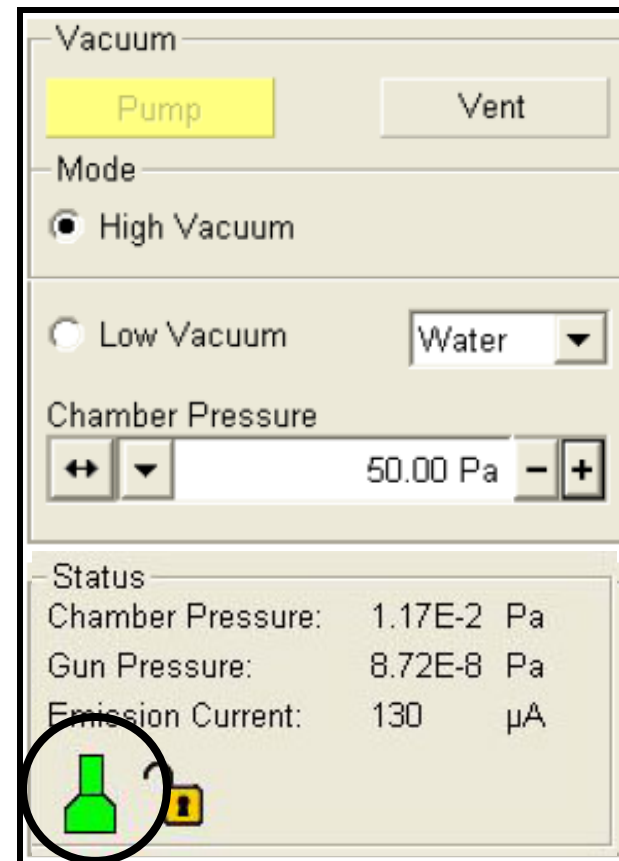 Vacuum
Pump Vent
Mode
High Vacuum
Low Vacuum Water
Chamber Pressure
50.00 Pa - +
Status
Chamber Pressure: 1.17E-2 Pa
Gun Pressure: 8.72E-8 Pa
Emission Current: 130 µA